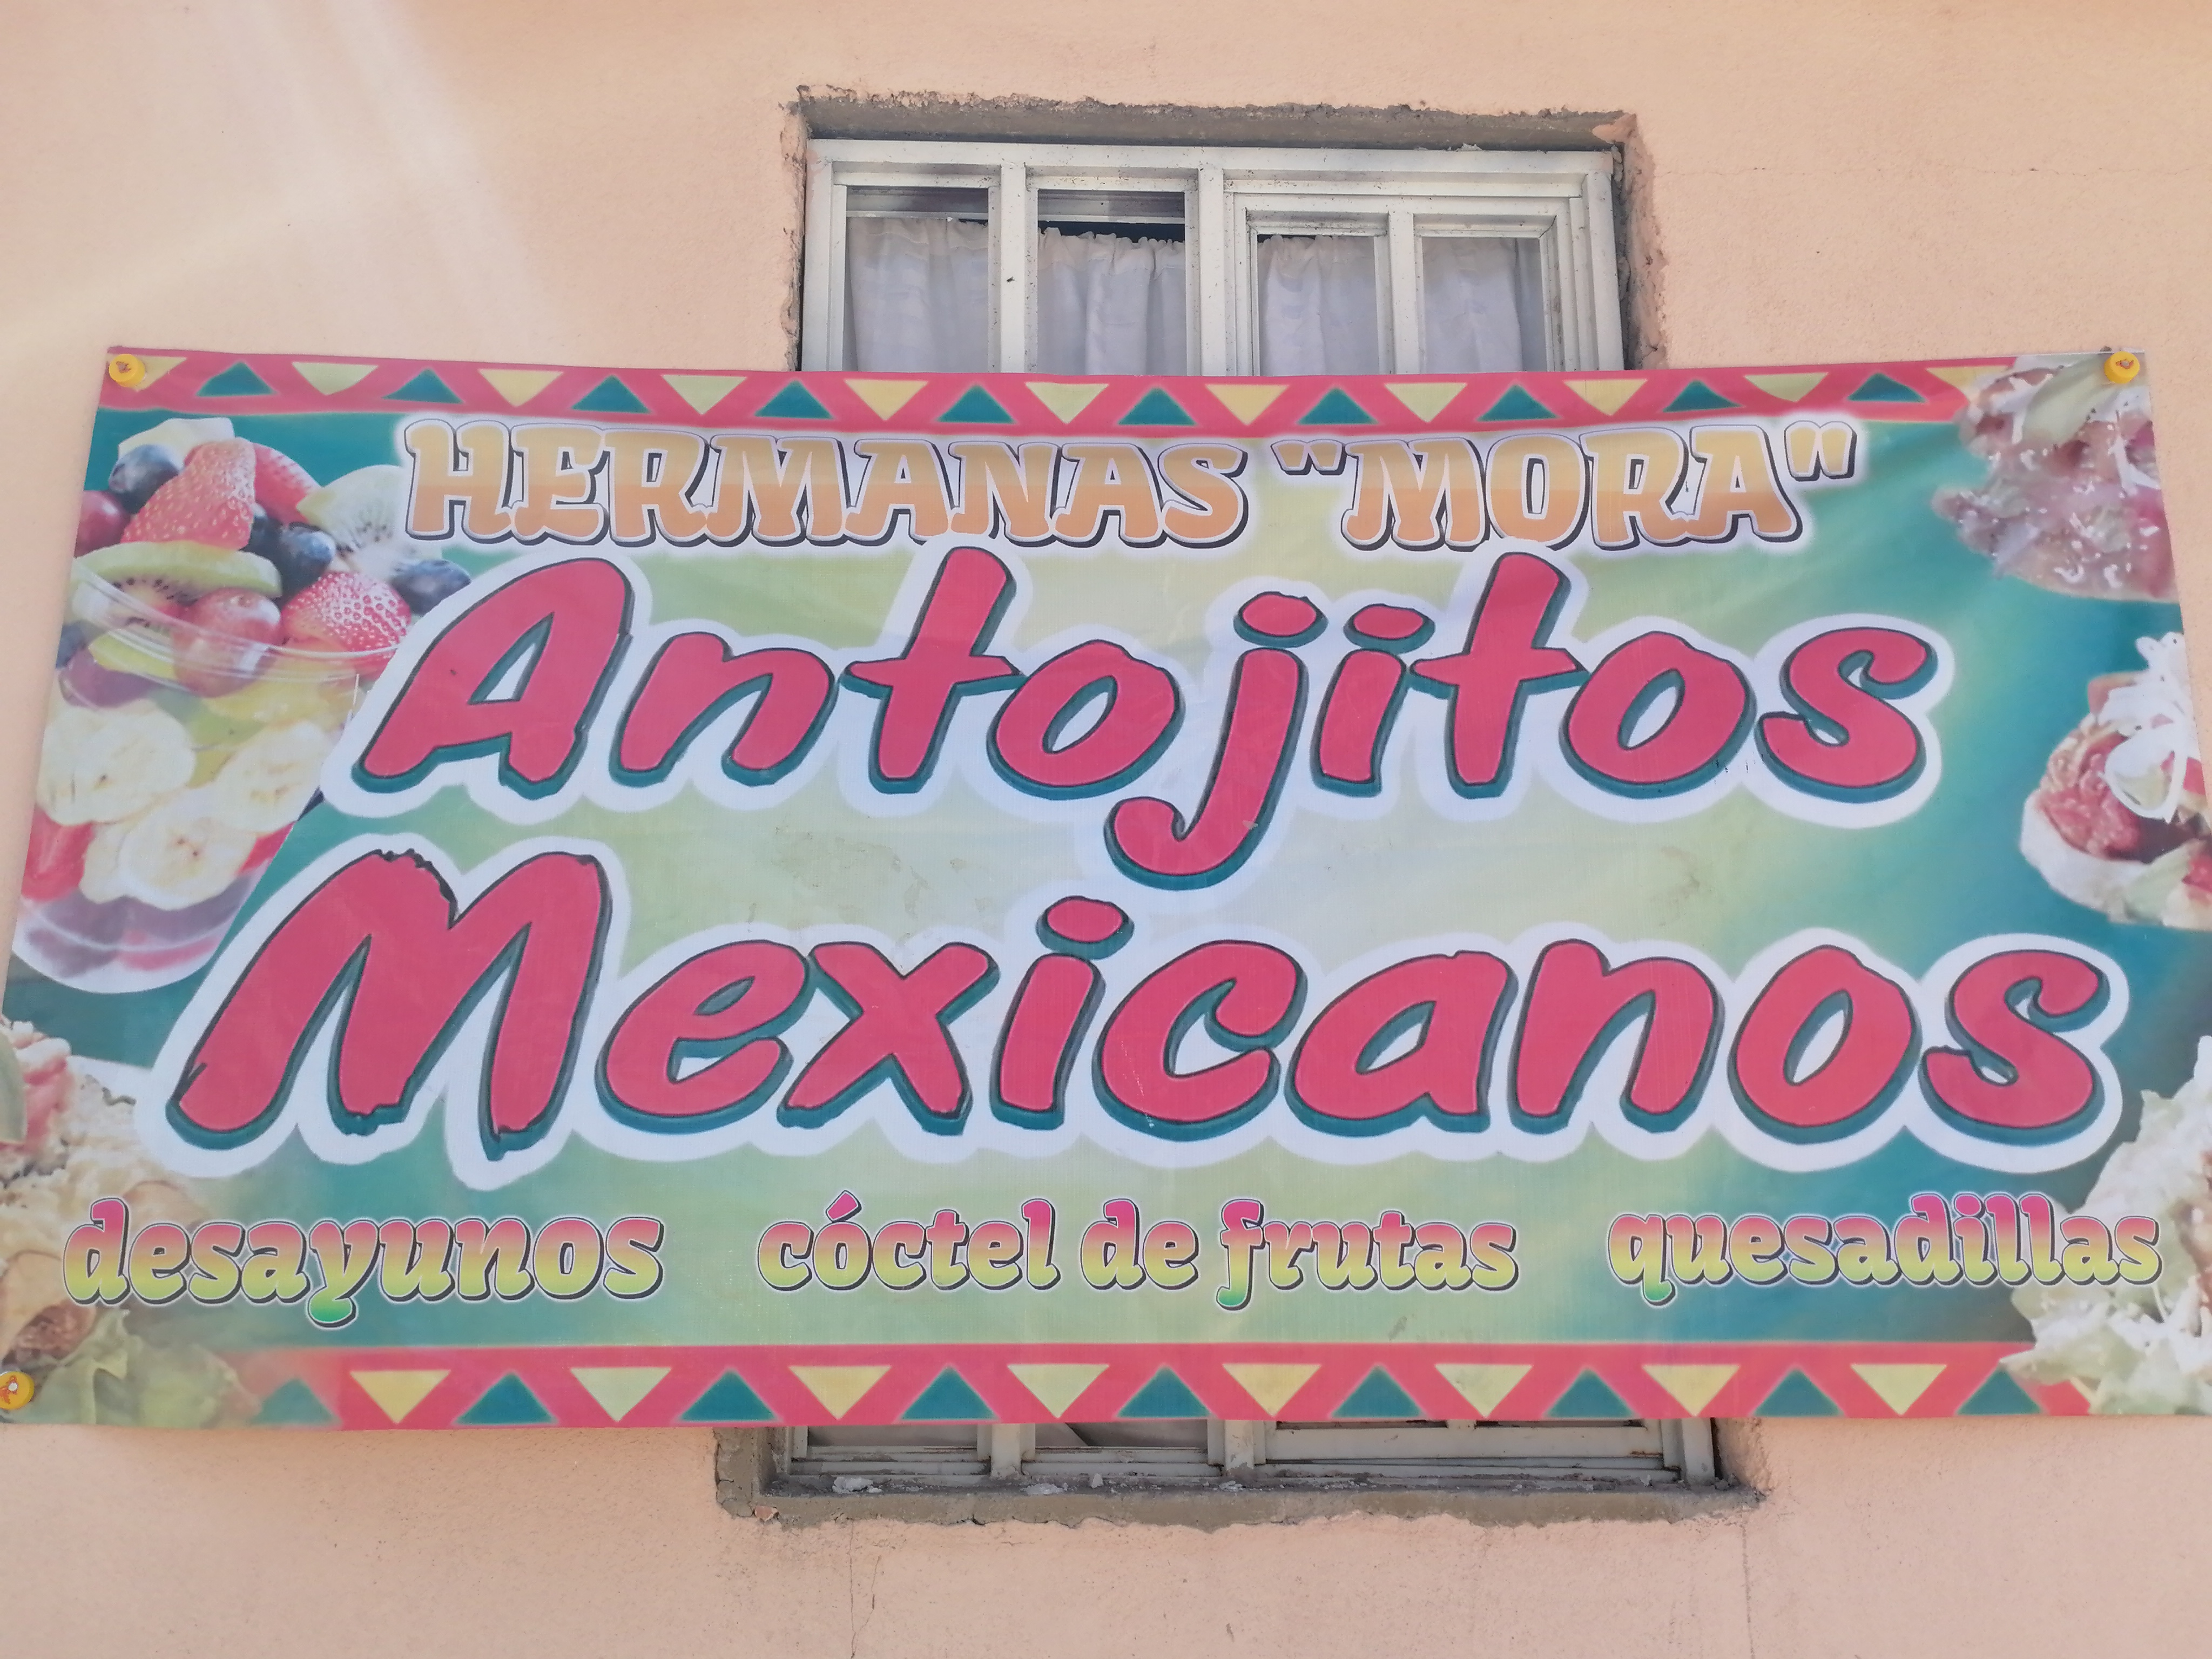 HERMANAS "MORA"
Antojitos
Mexicanos
desayunos cóctel de frutas quesadillas